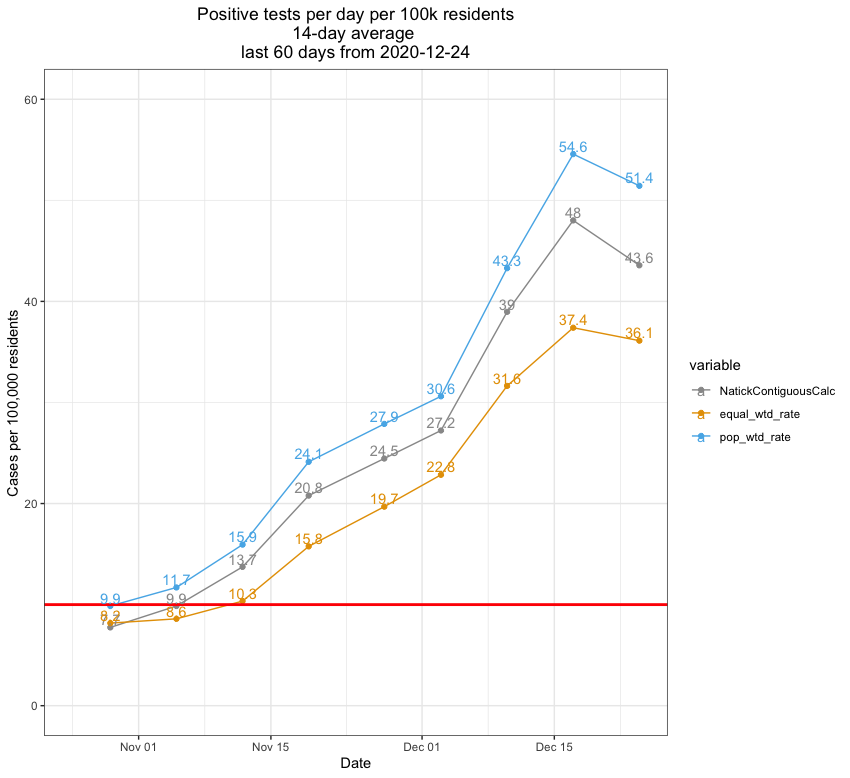 Positive tests per day per 100k residents
14-day average
last 60 days from 2020-12-24
Cases per 100,000 residents
60
40
20
0
54.6
51.4
48
43.3
43.6
39
37.4
36.1
30.6
31.6
27.9
27.2
24.1
24.5
22.8
20.8
19.7
15.9
15.8
13.7
11.7
10.3
9.9
9.9
8.6
8.2
Nov 01
Nov 15
Dec 01
Dec 15
Date
variable
NatickContiguousCalc
equal_wtd_rate
pop_wtd_rate